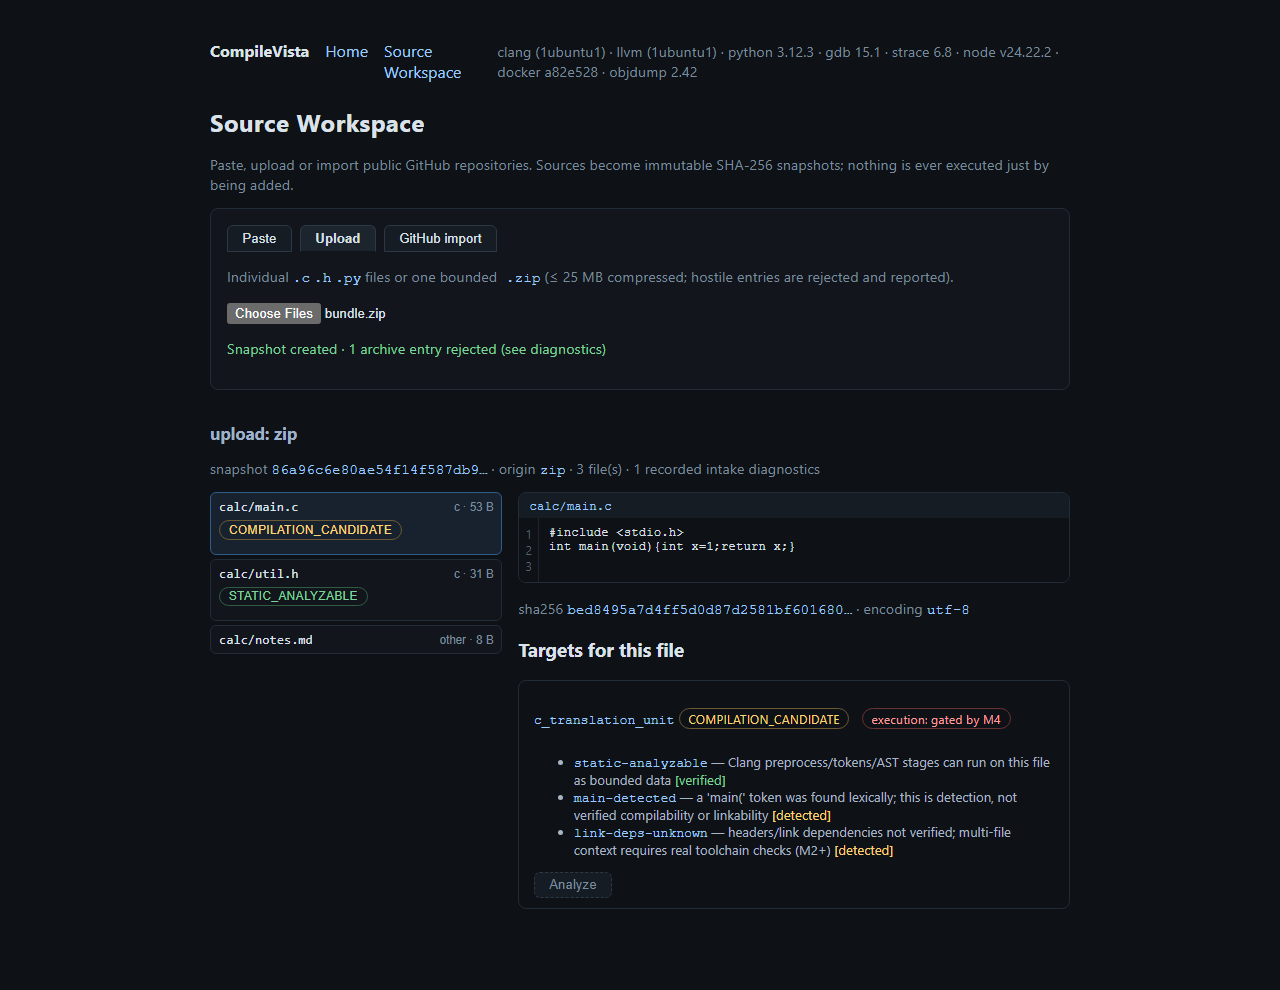 CompileVista Home Source Workspace
clang (1ubuntu1) · llvm (1ubuntu1) · python 3.12.3 · gdb 15.1 · strace 6.8 · node v24.22.2 ·
docker a82e528 · objdump 2.42
Source Workspace
Paste, upload or import public GitHub repositories. Sources become immutable SHA-256 snapshots; nothing is ever executed just by
being added.
Paste Upload GitHub import
Individual .c .h .py files or one bounded .zip (≤ 25 MB compressed; hostile entries are rejected and reported).
Choose Files bundle.zip
Snapshot created · 1 archive entry rejected (see diagnostics)
upload: zip
snapshot 86a96c6e80ae54f14f587db9… · origin zip · 3 file(s) · 1 recorded intake diagnostics
calc/main.c c · 53 B
COMPILATION_CANDIDATE
calc/util.h c · 31 B
STATIC_ANALYZABLE
calc/notes.md other · 8 B
calc/main.c
1 #include <stdio.h>
2 int main(void){int x=1;return x;}
3
sha256 bed8495a7d4ff5d0d87d2581bf601680… · encoding utf-8
Targets for this file
c_translation_unit COMPILATION_CANDIDATE execution: gated by M4
• static-analyzable — Clang preprocess/tokens/AST stages can run on this file
as bounded data [verified]
• main-detected — a 'main(' token was found lexically; this is detection, not
verified compilability or linkability [detected]
• link-deps-unknown — headers/link dependencies not verified; multi-file
context requires real toolchain checks (M2+) [detected]
Analyze